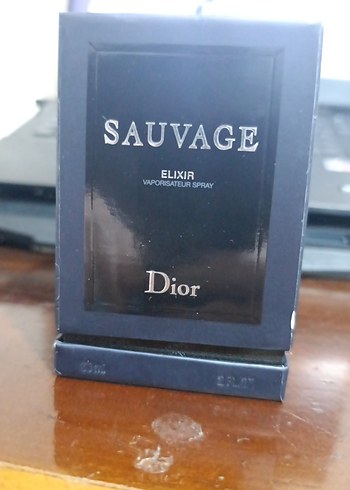 SAUVAGE
ELIXIR
VAPORISATEUR SPRAY
Dior